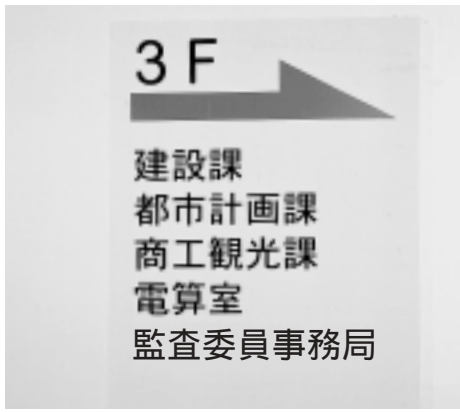 3F
建設課
都市計画課
商工観光課
電算室
監査委員事務局